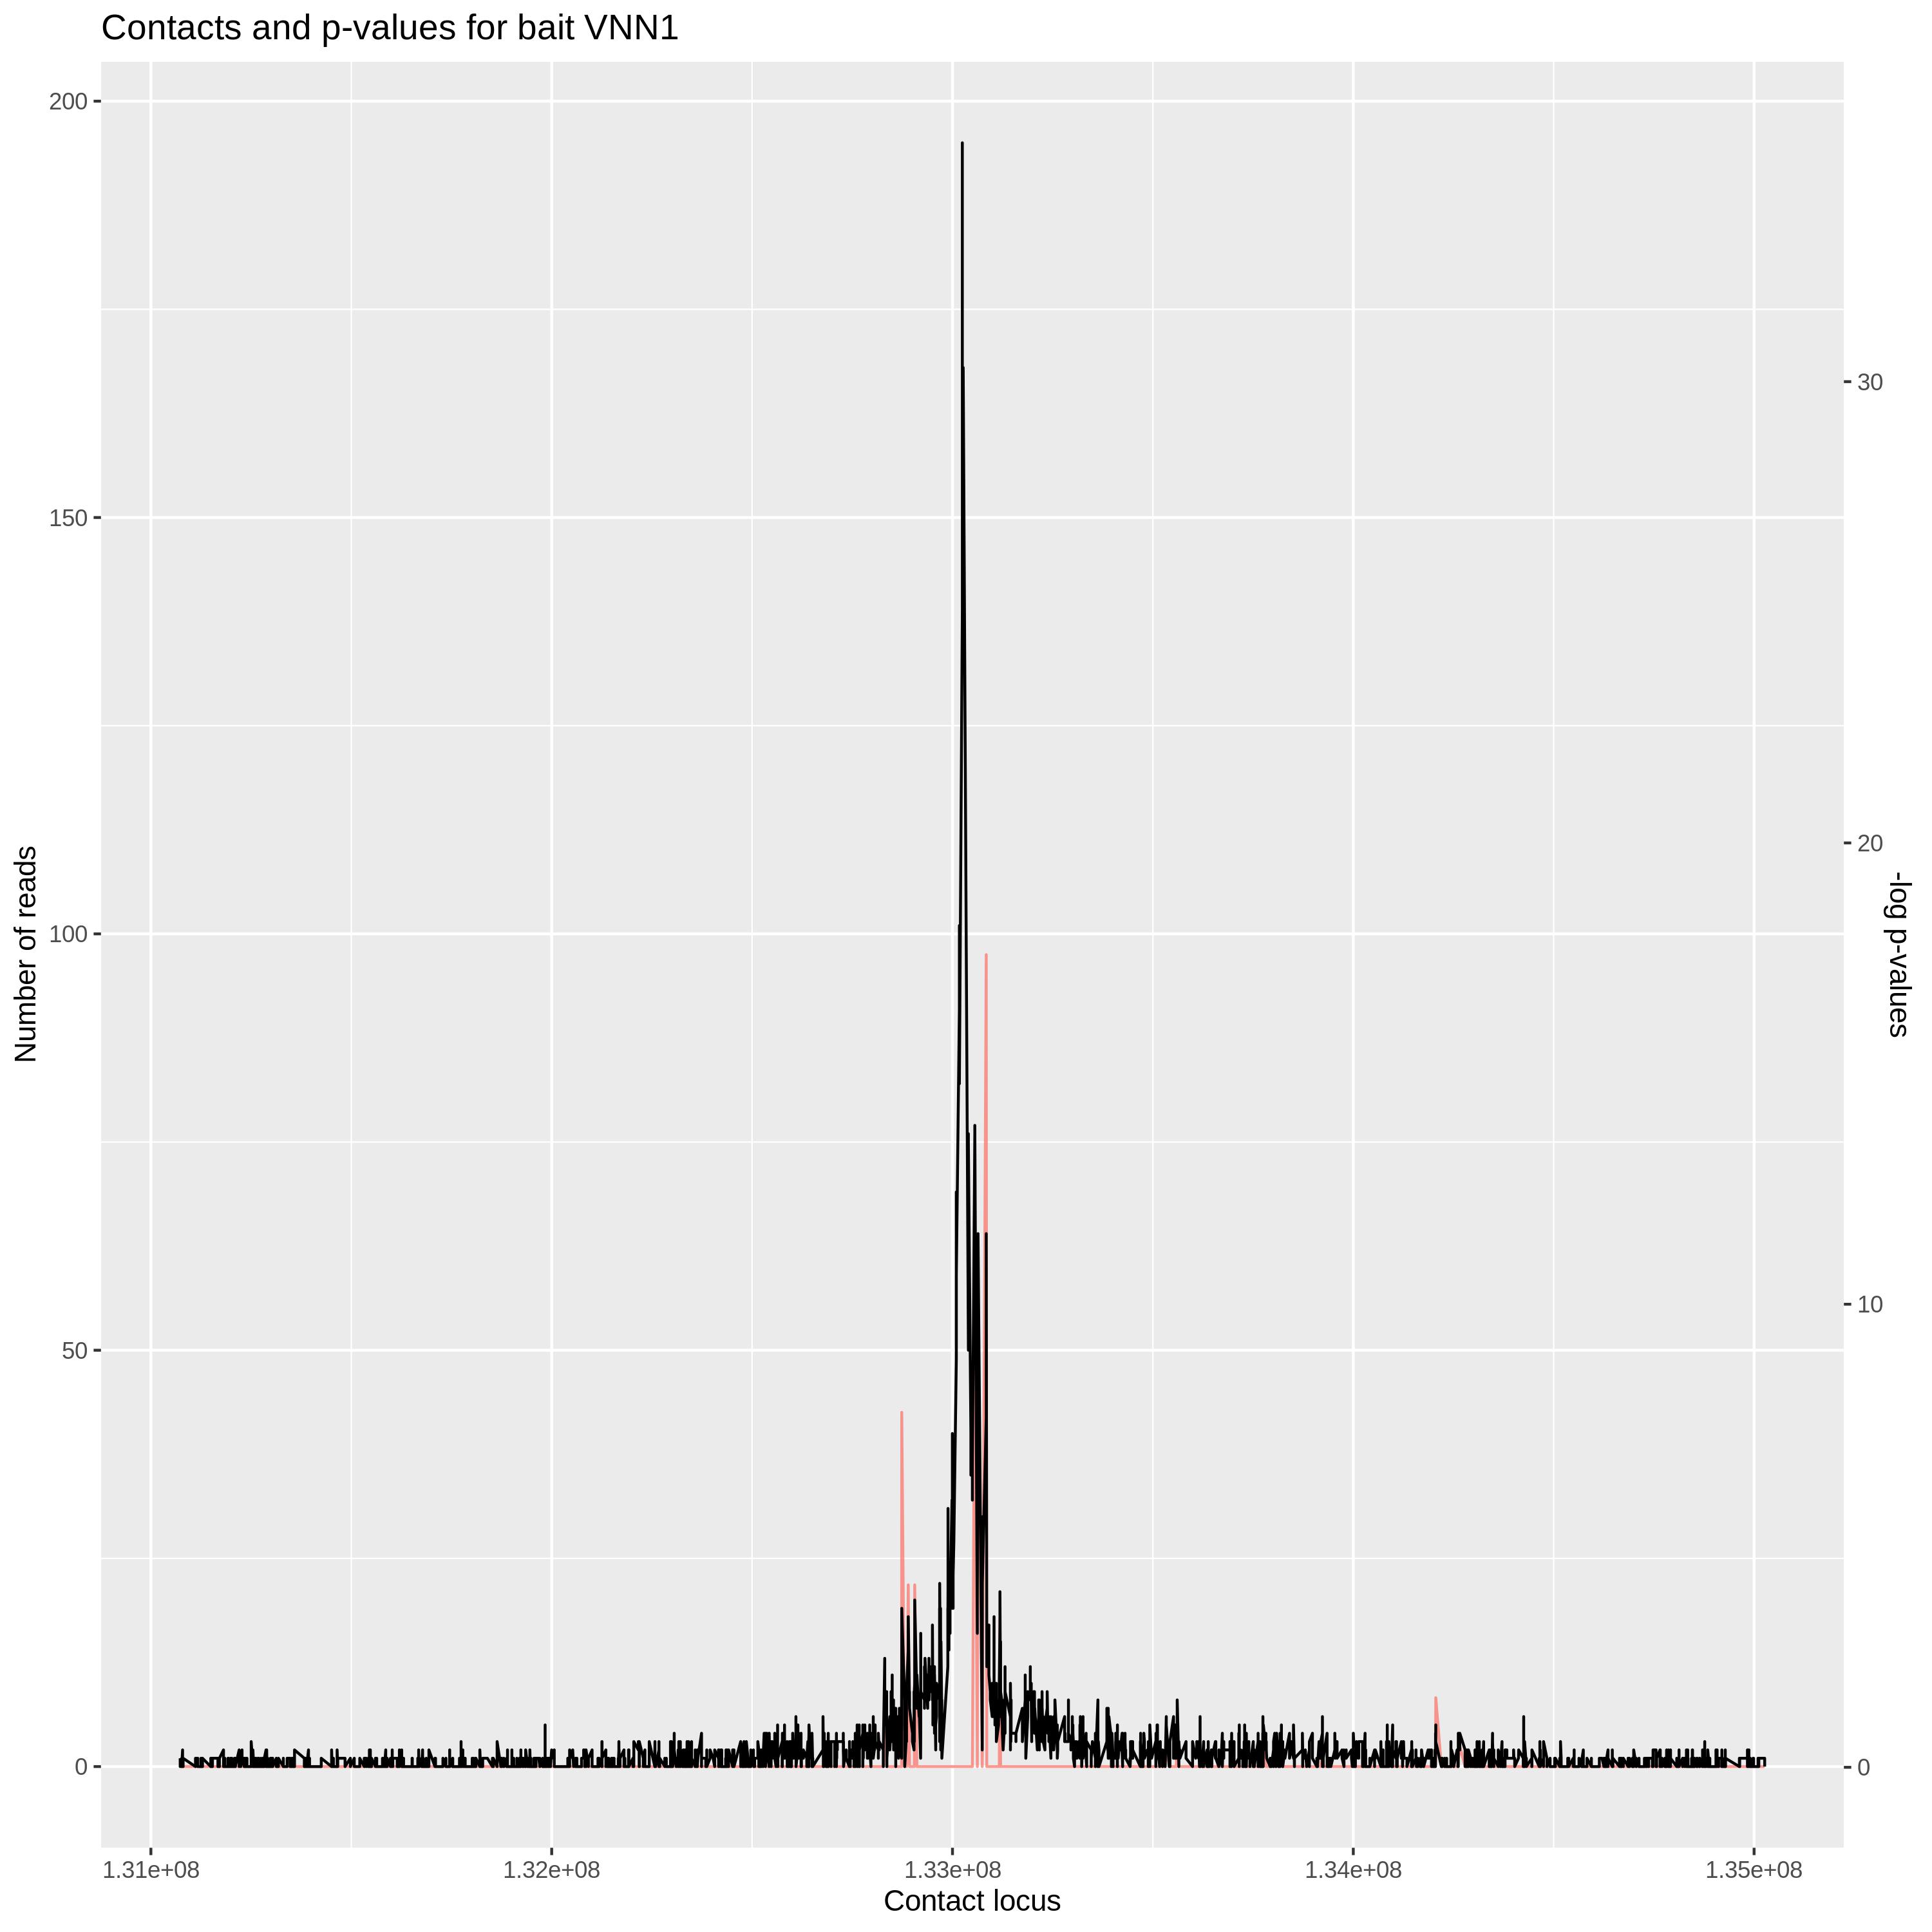 Contacts and p-values for bait VNN1
200
150
100
50
0
Number of reads
30
20
10
0
-log p-values
1.31e+08
1.32e+08
1.33e+08
1.34e+08
1.35e+08
Contact locus